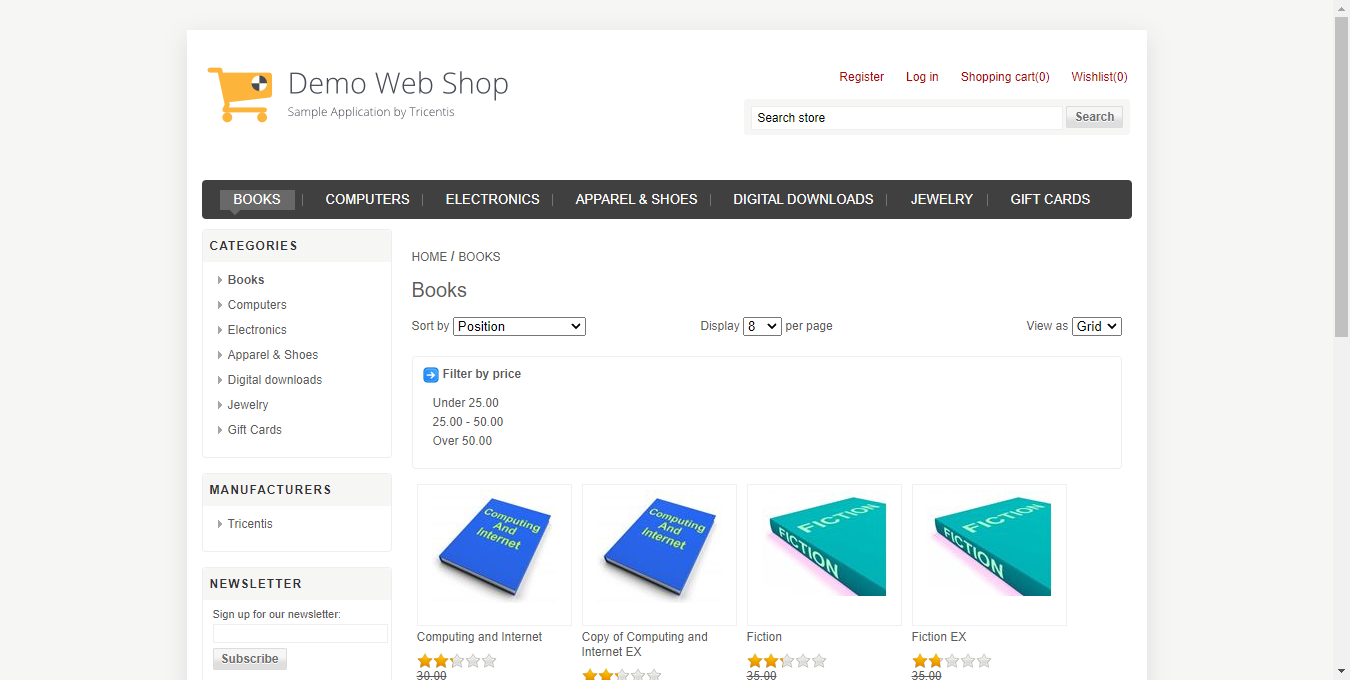 Demo Web Shop
Sample Application by Tricentis
Register Log in Shopping cart(0) Wishlist(0)
Search store Search
BOOKS COMPUTERS ELECTRONICS APPAREL & SHOES DIGITAL DOWNLOADS JEWELRY GIFT CARDS
CATEGORIES
Books
Computers
Electronics
Apparel & Shoes
Digital downloads
Jewelry
Gift Cards
MANUFACTURERS
Tricentis
NEWSLETTER
Sign up for our newsletter:
Subscribe
HOME / BOOKS
Books
Sort by Position Display 8 per page View as Grid
Filter by price
Under 25.00
25.00 - 50.00
Over 50.00
Computing
And
Internet
Computing
And
Internet
FICTION
FICTION
FICTION
FICTION
Computing and Internet
30.00
Copy of Computing and
Internet EX
Fiction
35.00
Fiction EX
35.00